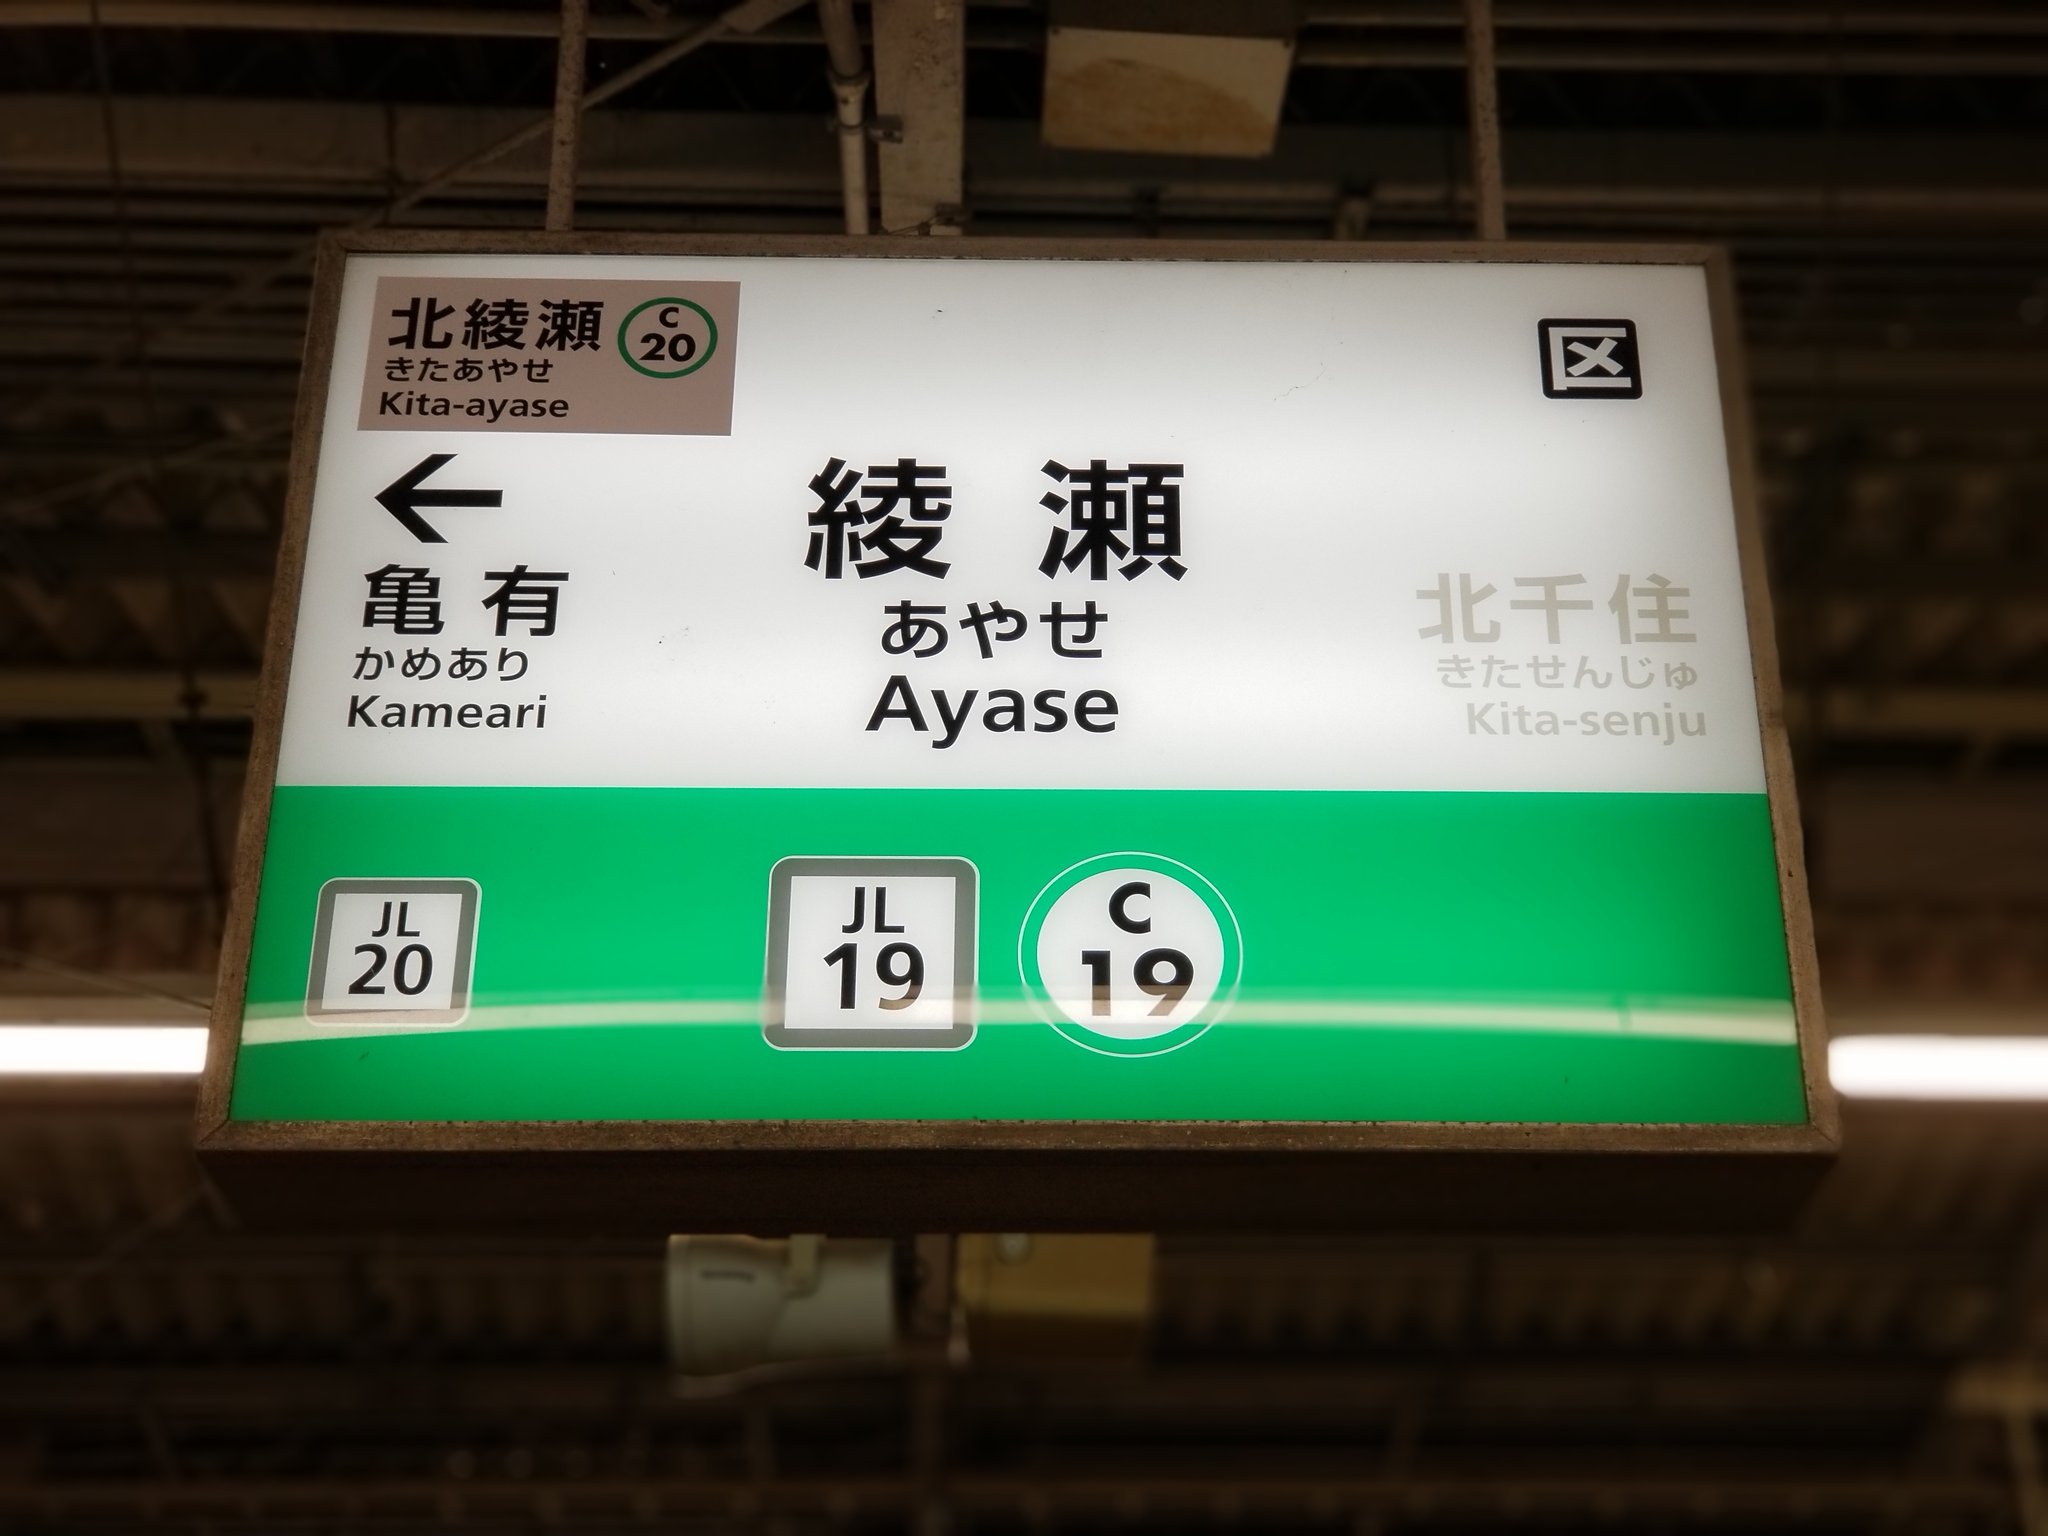 北綾瀬 C 20
きたあやせ
Kita-ayase
区
←
亀有
かめあり
Kameari
綾瀬
あやせ
Ayase
北千住
きたせんじゅ
Kita-senju
JL
20
JL
19
C
19